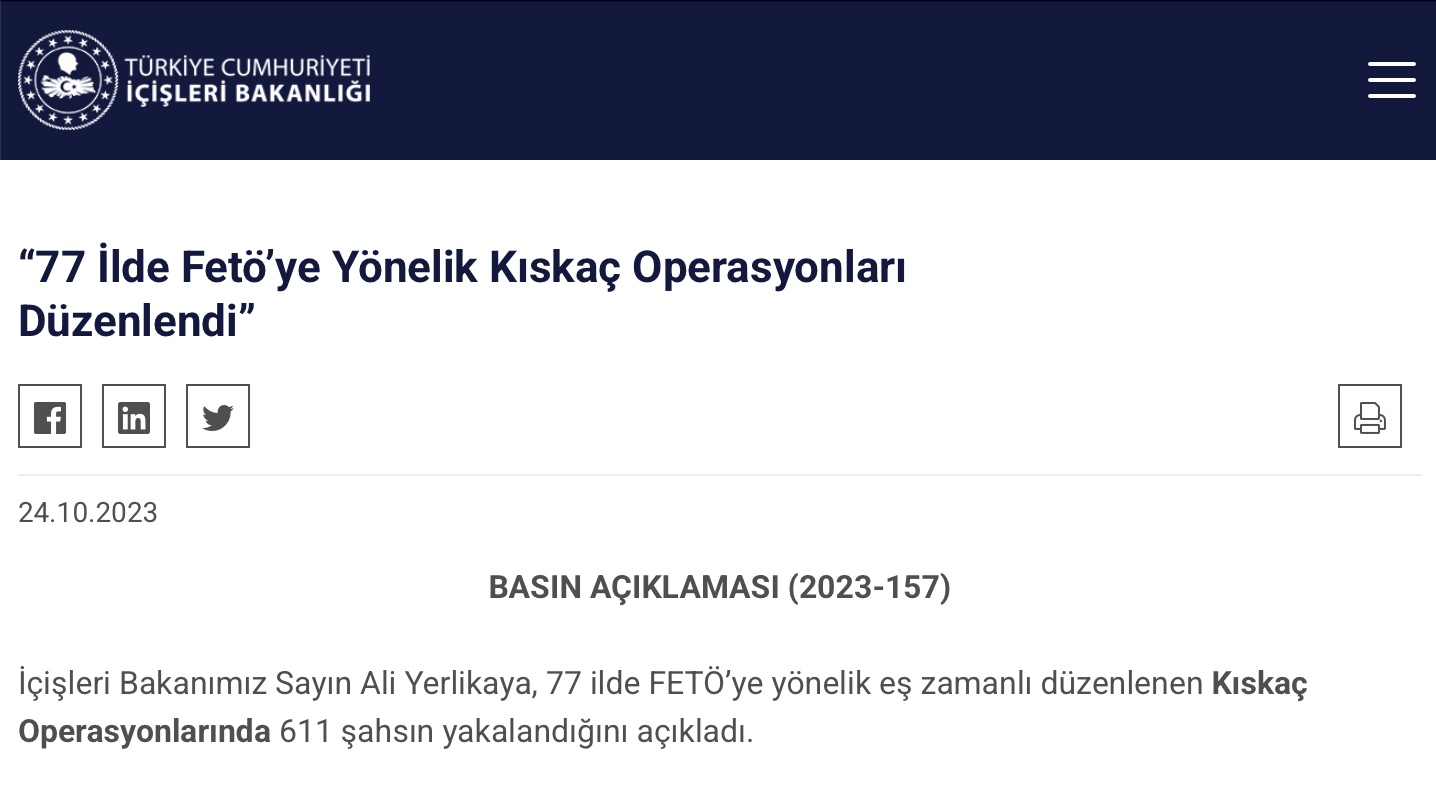 TÜRKİYE CUMHURİYETİ
İÇİŞLERİ BAKANLIĞI
“77 İlde Fetö’ye Yönelik Kıskaç Operasyonları
Düzenlendi”
24.10.2023
BASIN AÇIKLAMASI (2023-157)
İçişleri Bakanımız Sayın Ali Yerlikaya, 77 ilde FETÖ’ye yönelik eş zamanlı düzenlenen Kıskaç
Operasyonlarında 611 şahsın yakalandığını açıkladı.